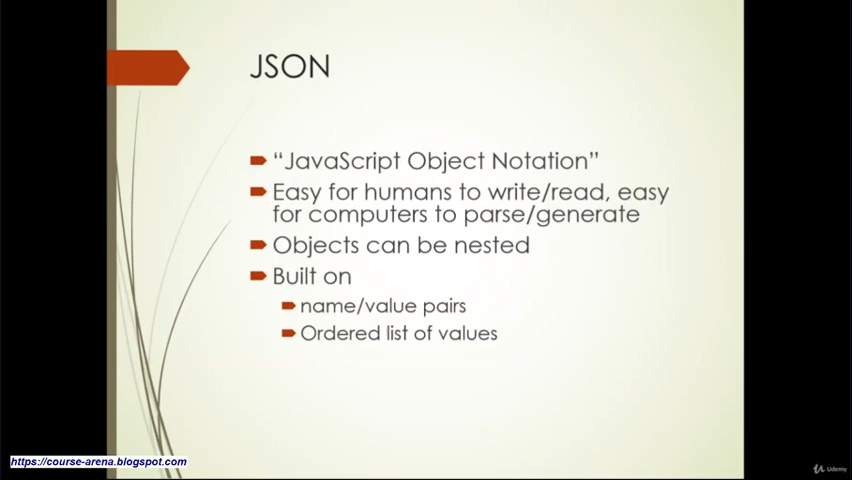 JSON
“JavaScript Object Notation”
Easy for humans to write/read, easy
for computers to parse/generate
Objects can be nested
Built on
name/value pairs
Ordered list of values
https://course-arena.blogspot.com
Udemy